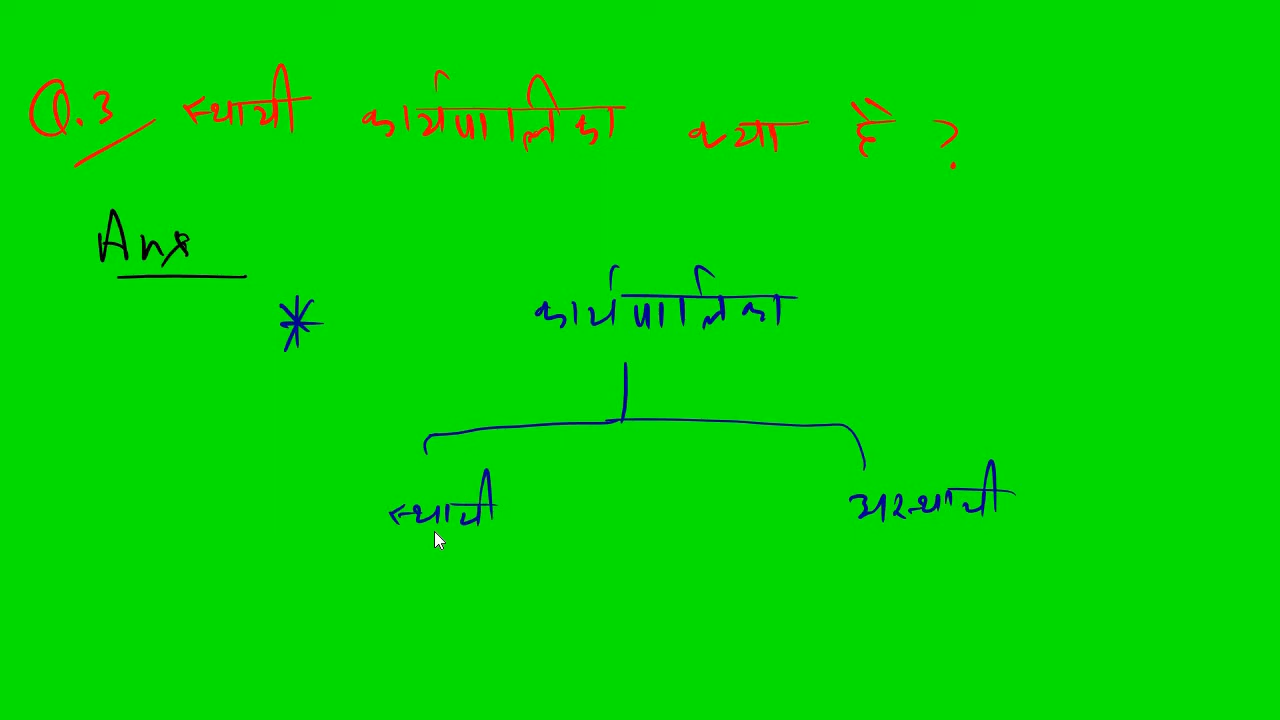 Q.3 स्थायी कार्यपालिका क्या है ?
Ans
* कार्यपालिका
स्थायी अस्थायी